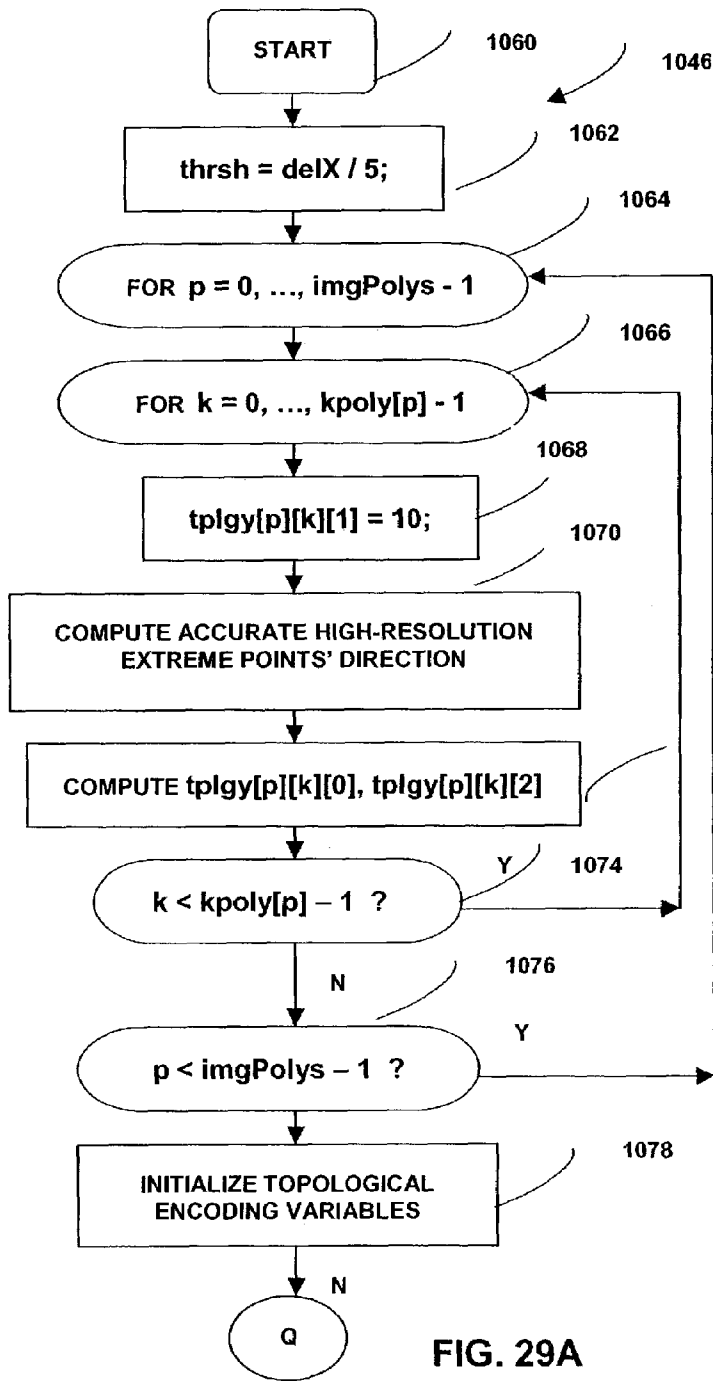 START
1060
1046
thrsh = delX / 5;
1062
1064
FOR p = 0, ..., imgPolys - 1
1066
FOR k = 0, ..., kpoly[p] - 1
1068
tplgy[p][k][1] = 10;
1070
COMPUTE ACCURATE HIGH-RESOLUTION
EXTREME POINTS' DIRECTION
COMPUTE tplgy[p][k][0], tplgy[p][k][2]
Y
1074
k < kpoly[p] – 1 ?
N
1076
Y
p < imgPolys – 1 ?
1078
INITIALIZE TOPOLOGICAL
ENCODING VARIABLES
N
Q
FIG. 29A